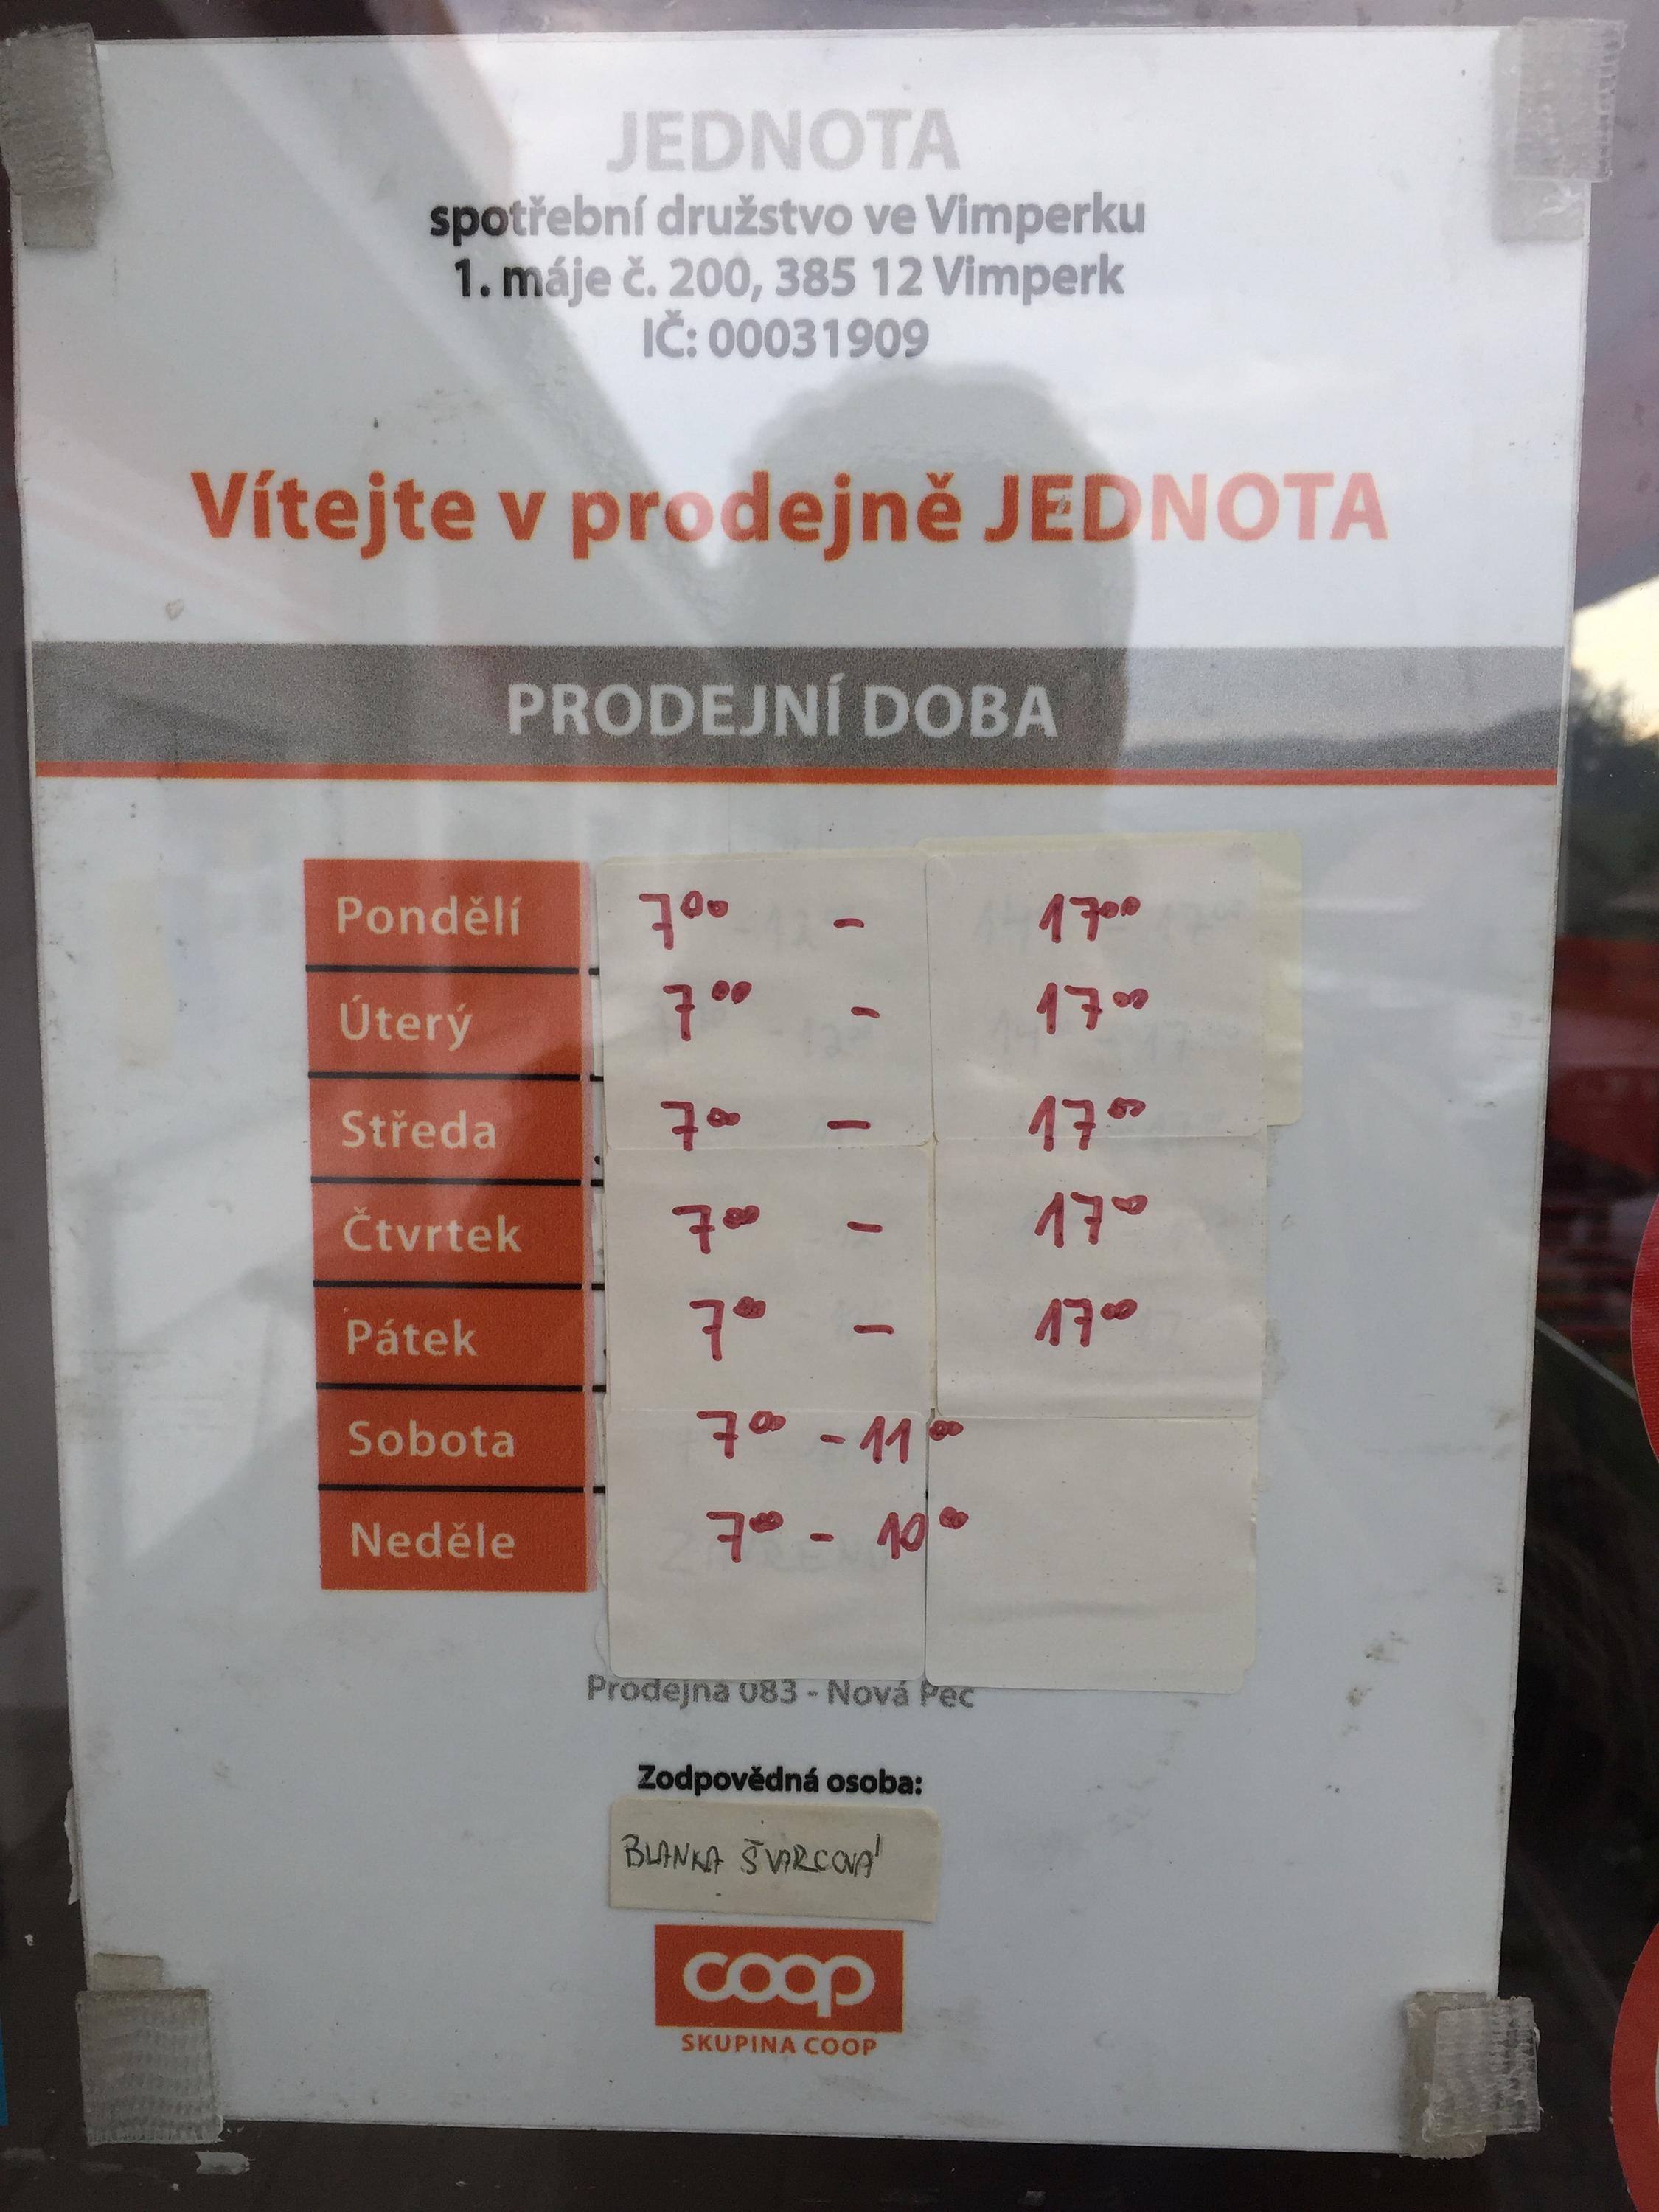 JEDNOTA
spotřební družstvo ve Vimperku
1. máje č. 200, 385 12 Vimperk
IČ: 00031909
Vítejte v prodejně JEDNOTA
PRODEJNÍ DOBA
Pondělí 7⁰⁰ - 17⁰⁰
Úterý 7⁰⁰ - 17⁰⁰
Středa 7⁰⁰ - 17⁰⁰
Čtvrtek 7⁰⁰ - 17⁰⁰
Pátek 7⁰⁰ - 17⁰⁰
Sobota 7⁰⁰ - 11⁰⁰
Neděle 7⁰⁰ - 10⁰⁰
Prodejna 083 - Nová Pec
Zodpovědná osoba:
BLANKA ŠVARCOVÁ
coop
SKUPINA COOP